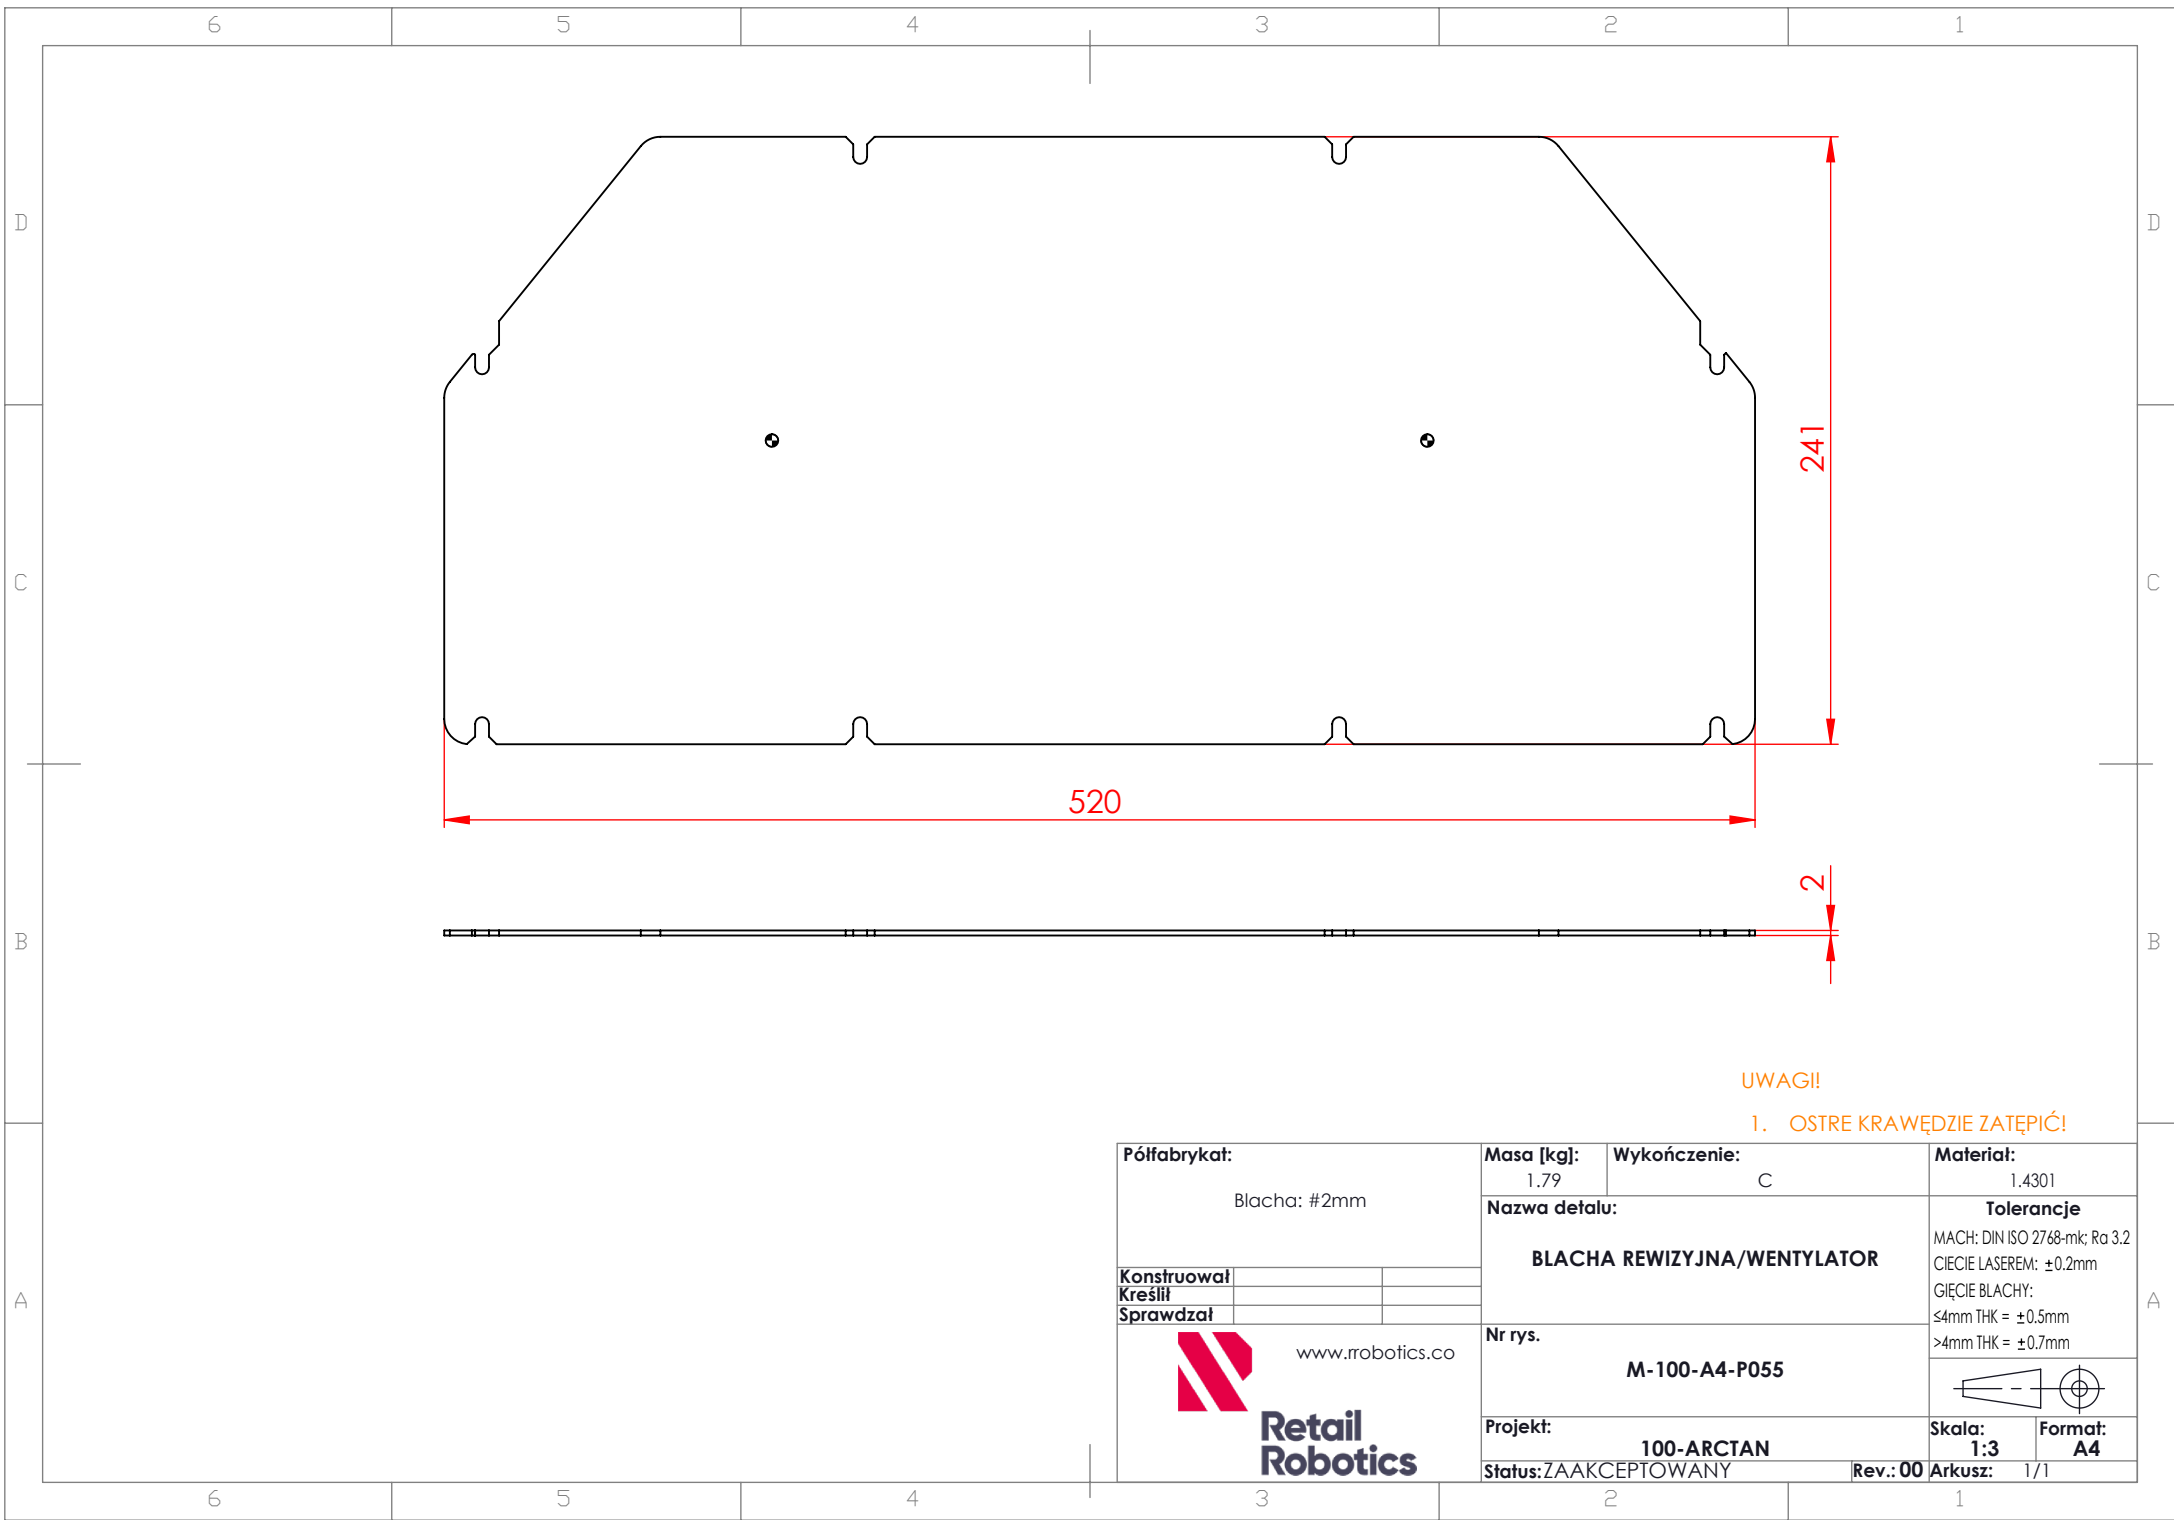 6 5 4 3 2 1
D D
241
C C
520
2
B B
UWAGI!
1. OSTRE KRAWĘDZIE ZATĘPIĆ!
Półfabrykat:
Blacha: #2mm
Masa [kg]:
1.79
Wykończenie:
C
Materiał:
1.4301
Nazwa detalu:
BLACHA REWIZYJNA/WENTYLATOR
Tolerancje
MACH: DIN ISO 2768-mk; Ra 3.2
CIECIE LASEREM: ±0.2mm
GIĘCIE BLACHY:
≤4mm THK = ±0.5mm
>4mm THK = ±0.7mm
Konstruował
Kreślił
Sprawdzał
A A
www.rrobotics.co
Retail
Robotics
Nr rys.
M-100-A4-P055
Projekt:
100-ARCTAN
Skala:
1:3
Format:
A4
Status: ZAAKCEPTOWANY
Rev.: 00
Arkusz: 1/1
6 5 4 3 2 1